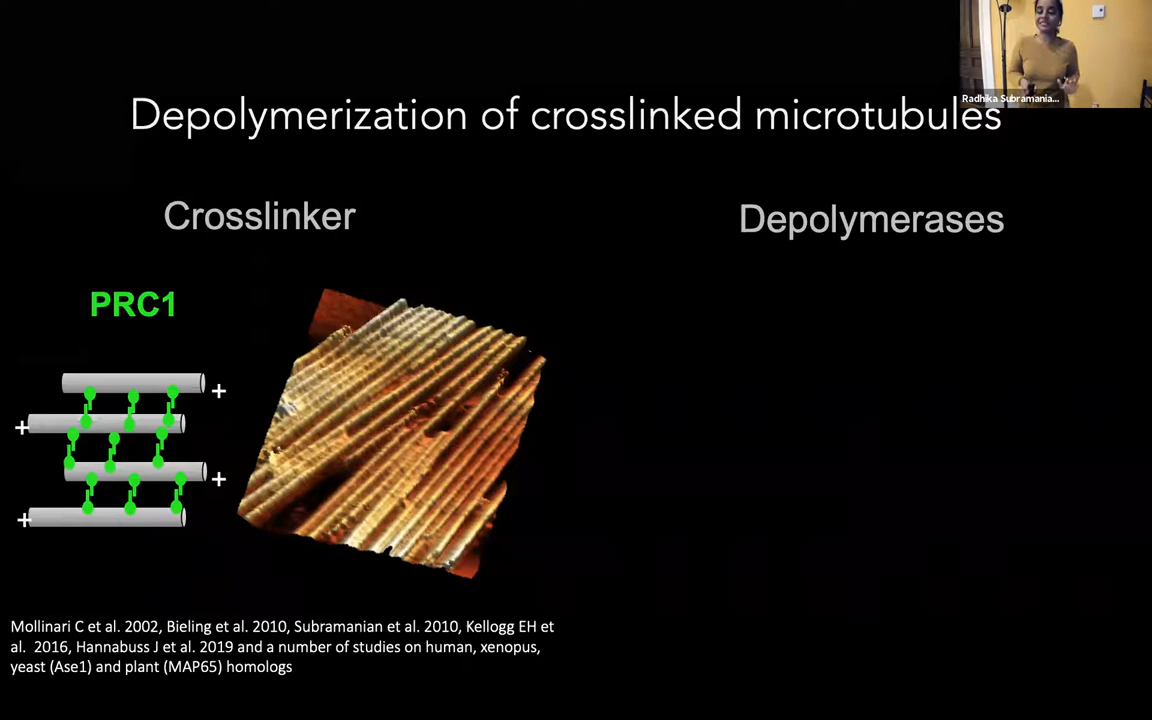 Radhika Subramania...
Depolymerization of crosslinked microtubules
Crosslinker
Depolymerases
PRC1
+
+
+
+
Mollinari C et al. 2002, Bieling et al. 2010, Subramanian et al. 2010, Kellogg EH et
al. 2016, Hannabuss J et al. 2019 and a number of studies on human, xenopus,
yeast (Ase1) and plant (MAP65) homologs